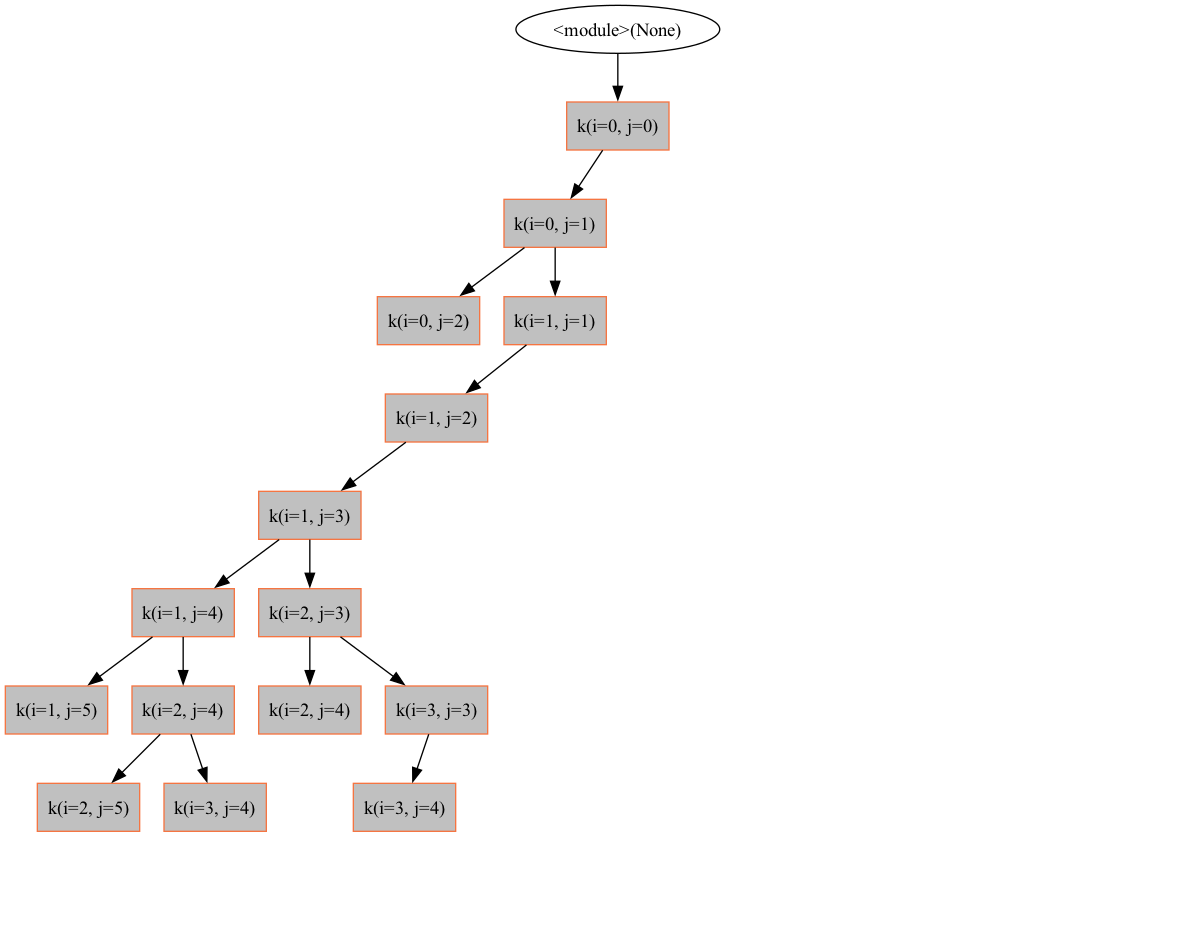 <module>(None)
k(i=0, j=0)
k(i=0, j=1)
k(i=0, j=2)
k(i=1, j=1)
k(i=1, j=2)
k(i=1, j=3)
k(i=1, j=4)
k(i=2, j=3)
k(i=1, j=5)
k(i=2, j=4)
k(i=2, j=4)
k(i=3, j=3)
k(i=2, j=5)
k(i=3, j=4)
k(i=3, j=4)